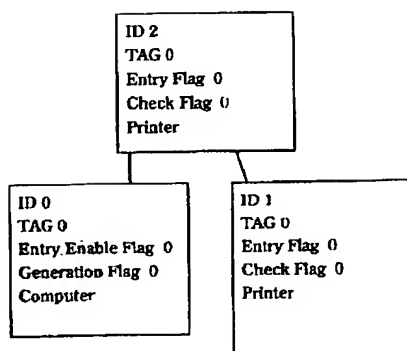 ID 2
TAG 0
Entry Flag 0
Check Flag 0
Printer
ID 0
TAG 0
Entry Enable Flag 0
Generation Flag 0
Computer
ID 1
TAG 0
Entry Flag 0
Check Flag 0
Printer